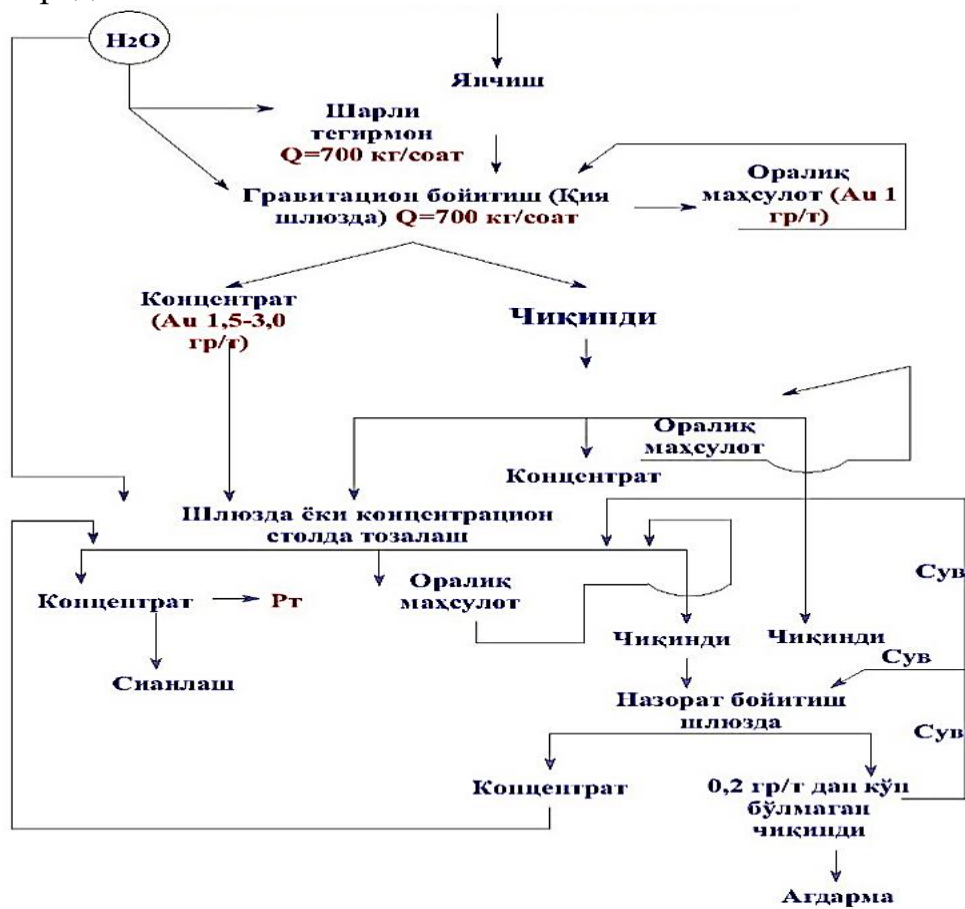 H₂O
Янчиш
Шарли
тегирмон
Q=700 кг/соат
Гравитацион бойитиш (Қия
шлюзда) Q=700 кг/соат
Оралиқ
маҳсулот (Au 1
гр/т)
Концентрат
(Au 1,5-3,0
гр/т)
Чиқинди
Оралиқ
маҳсулот
Концентрат
Шлюзда ёки концентрацион
столда тозалаш
Сув
Концентрат
Рт
Оралиқ
маҳсулот
Чиқинди
Чиқинди
Сианлаш
Сув
Назорат бойитиш
шлюзда
Сув
Концентрат
0,2 гр/т дан кўп
бўлмаган
чиқинди
Агдарма